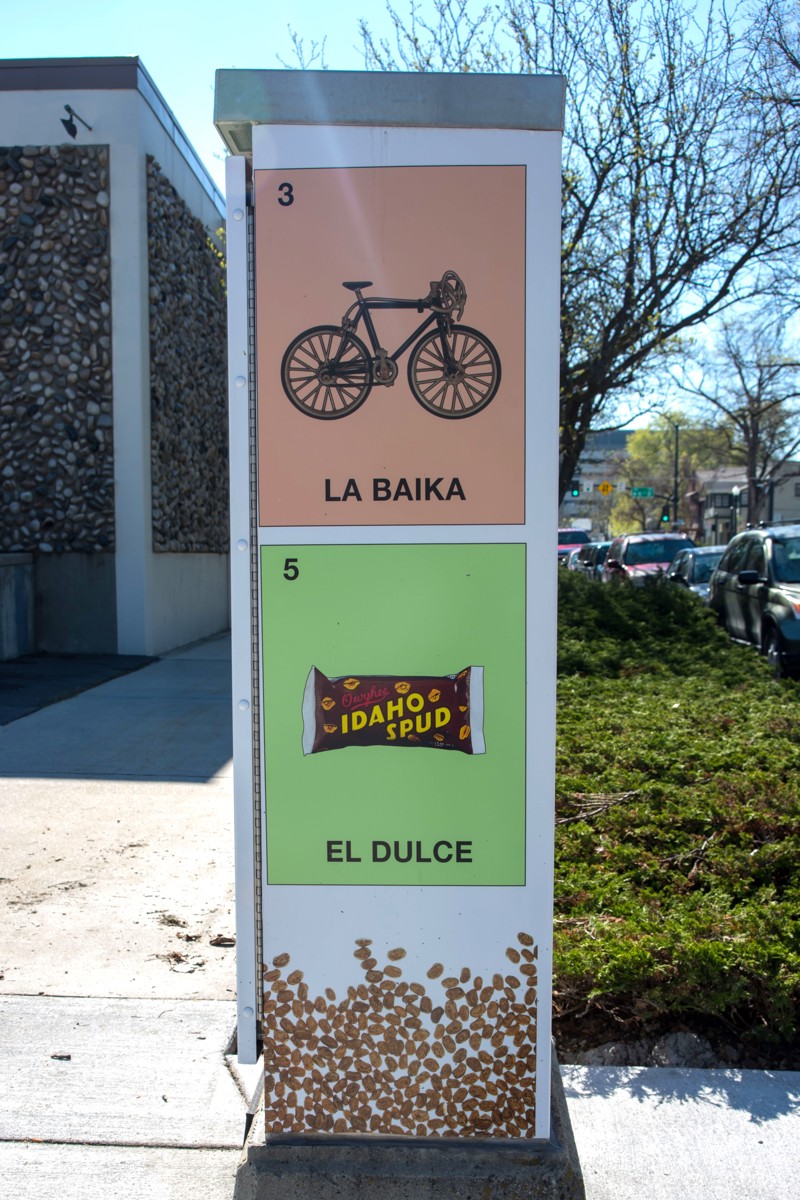 3
LA BAIKA
5
Owyhee
IDAHO
SPUD
EL DULCE